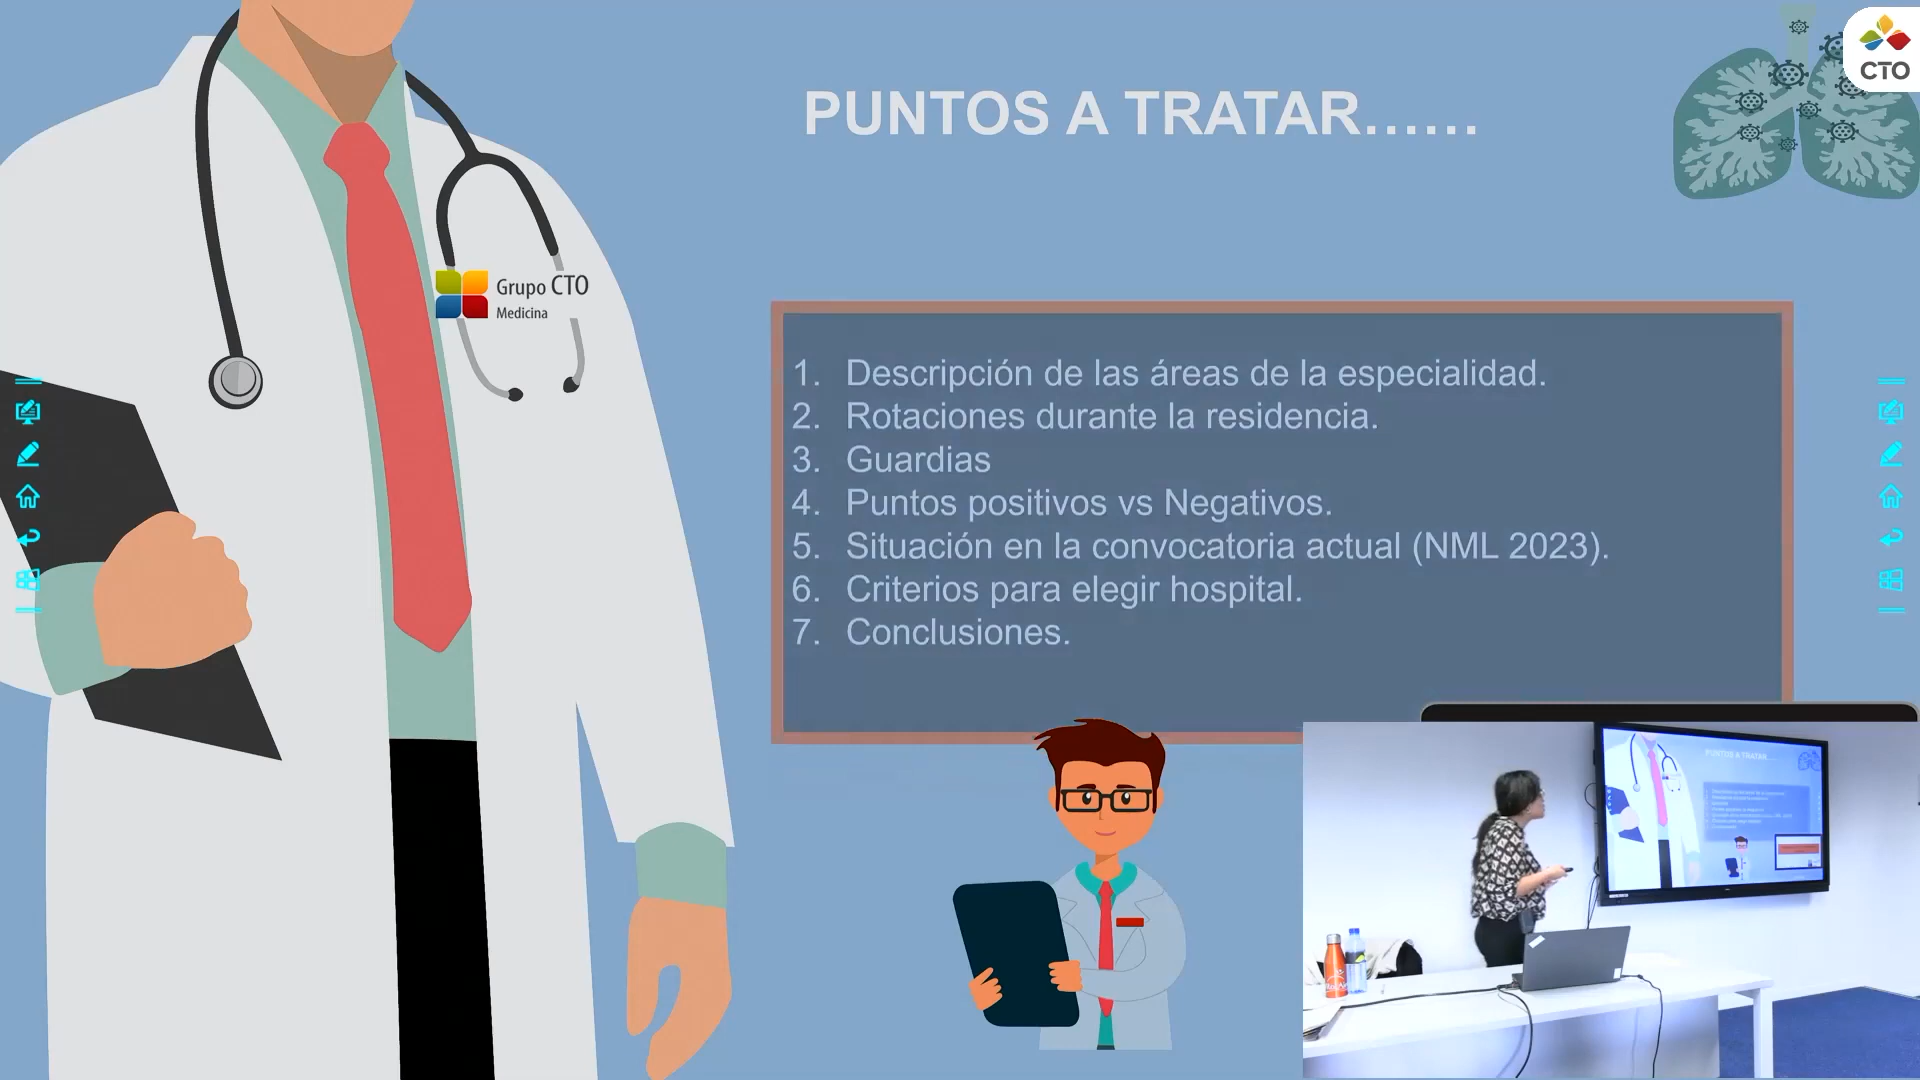 PUNTOS A TRATAR......
CTO
Grupo CTO
Medicina
1. Descripción de las áreas de la especialidad.
2. Rotaciones durante la residencia.
3. Guardias
4. Puntos positivos vs Negativos.
5. Situación en la convocatoria actual (NML 2023).
6. Criterios para elegir hospital.
7. Conclusiones.
PUNTOS A TRATAR......